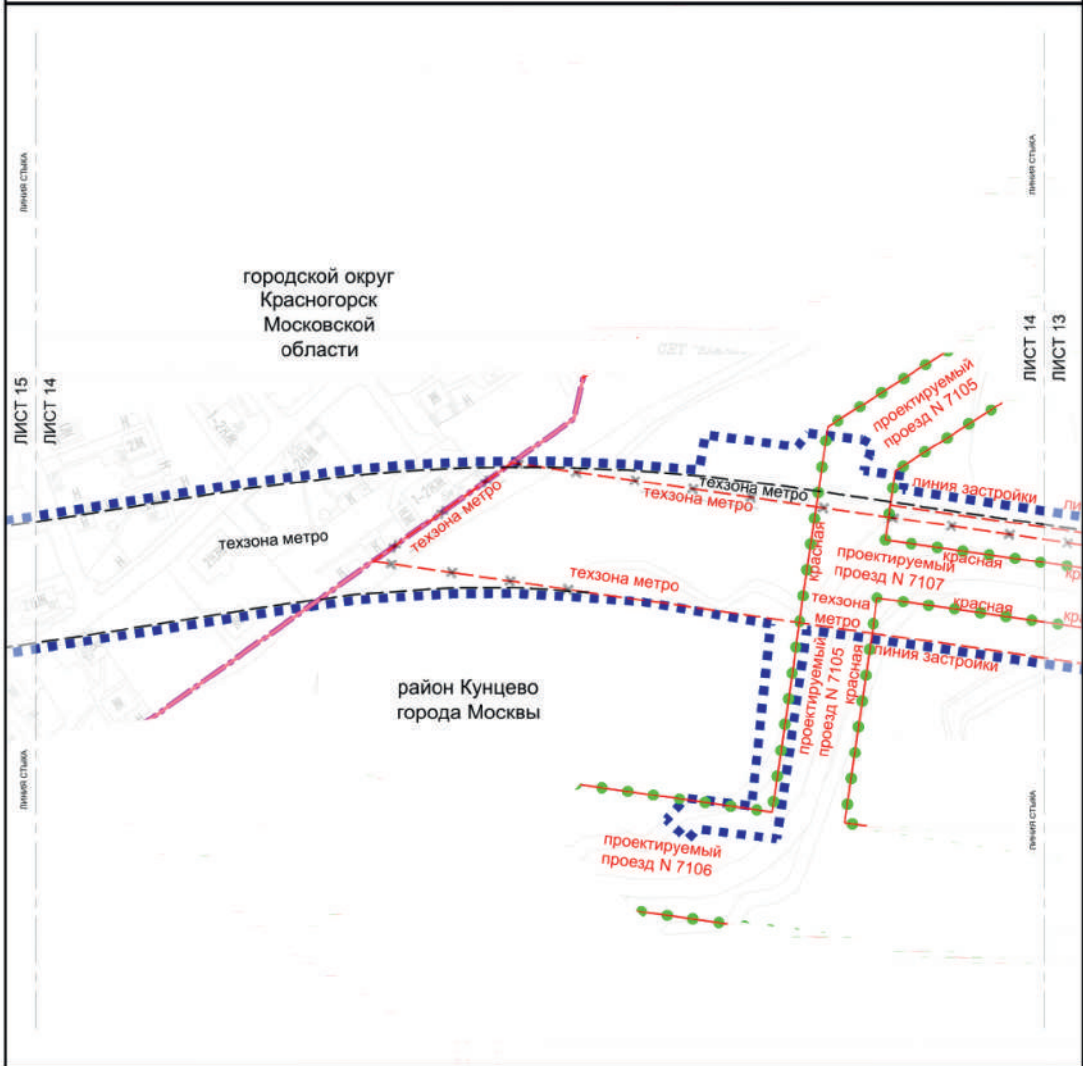 линия стыка
линия стыка
городской округ
Красногорск
Московской
области
ЛИСТ 15
ЛИСТ 14
ЛИСТ 14
ЛИСТ 13
проектируемый
проезд N 7105
техзона метро
техзона метро
техзона метро
линия застройки
техзона метро
красная
проектируемый
проезд N 7107
красная
техзона метро
техзона
метро
красная
линия застройки
проектируемый
проезд N 7105
красная
район Кунцево
города Москвы
линия стыка
линия стыка
проектируемый
проезд N 7106